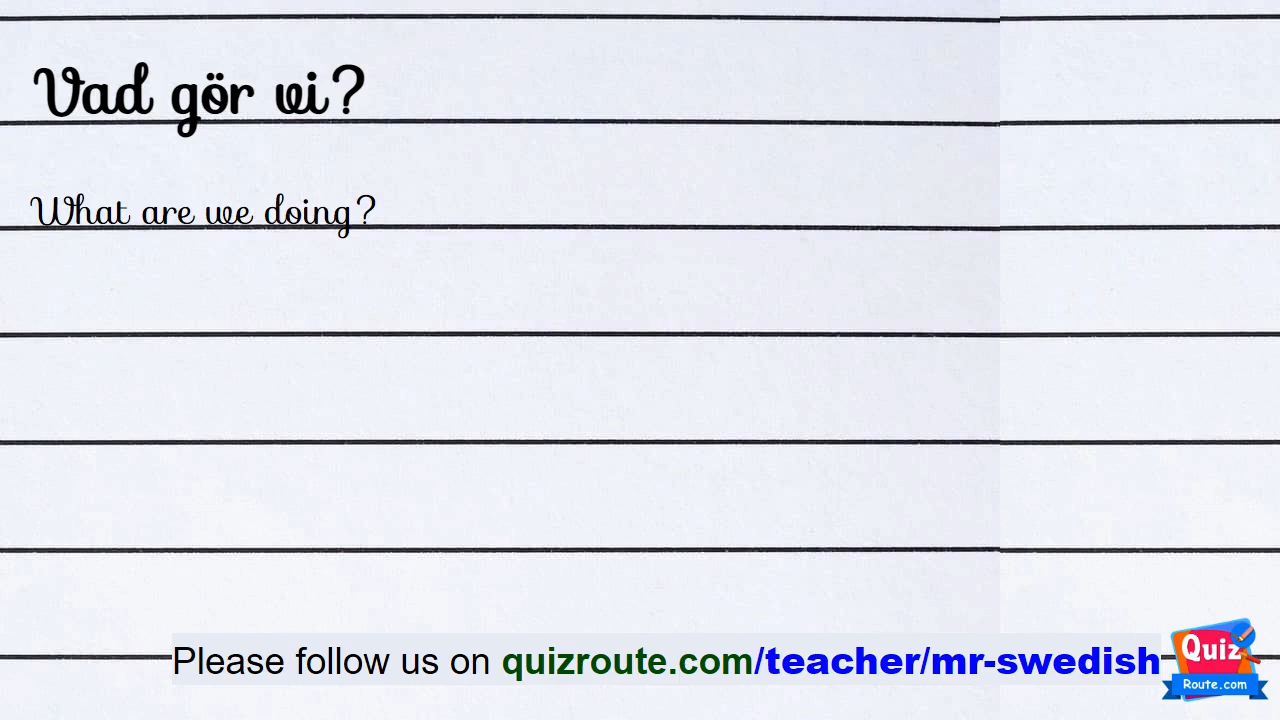 Vad gör vi?
What are we doing?
Please follow us on quizroute.com/teacher/mr-swedish
Quiz
Route.com